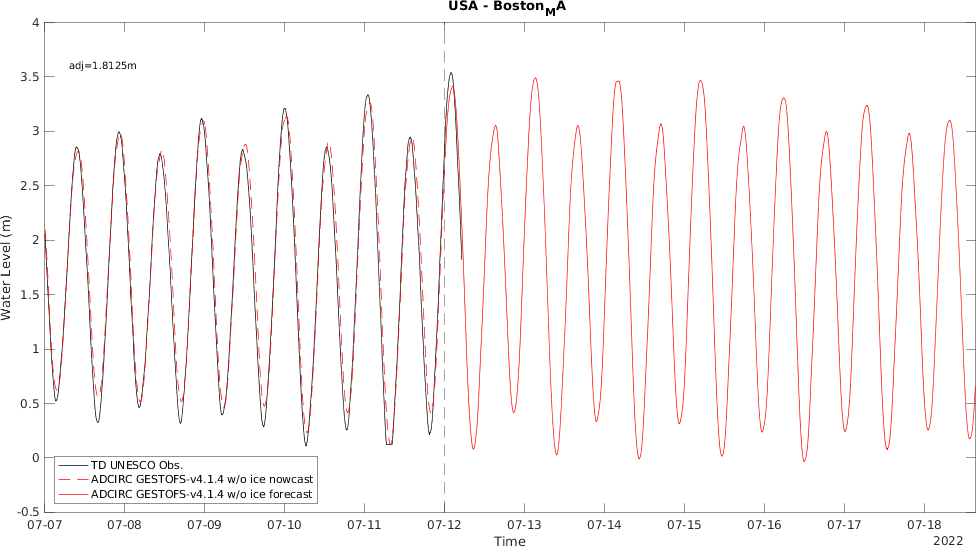 USA - Boston_MA
4
adj=1.8125m
3.5
3
2.5
2
1.5
1
0.5
0
-0.5
Water Level (m)
TD UNESCO Obs.
ADCIRC GESTOFS-v4.1.4 w/o ice nowcast
ADCIRC GESTOFS-v4.1.4 w/o ice forecast
07-07 07-08 07-09 07-10 07-11 07-12 07-13 07-14 07-15 07-16 07-17 07-18
Time
2022